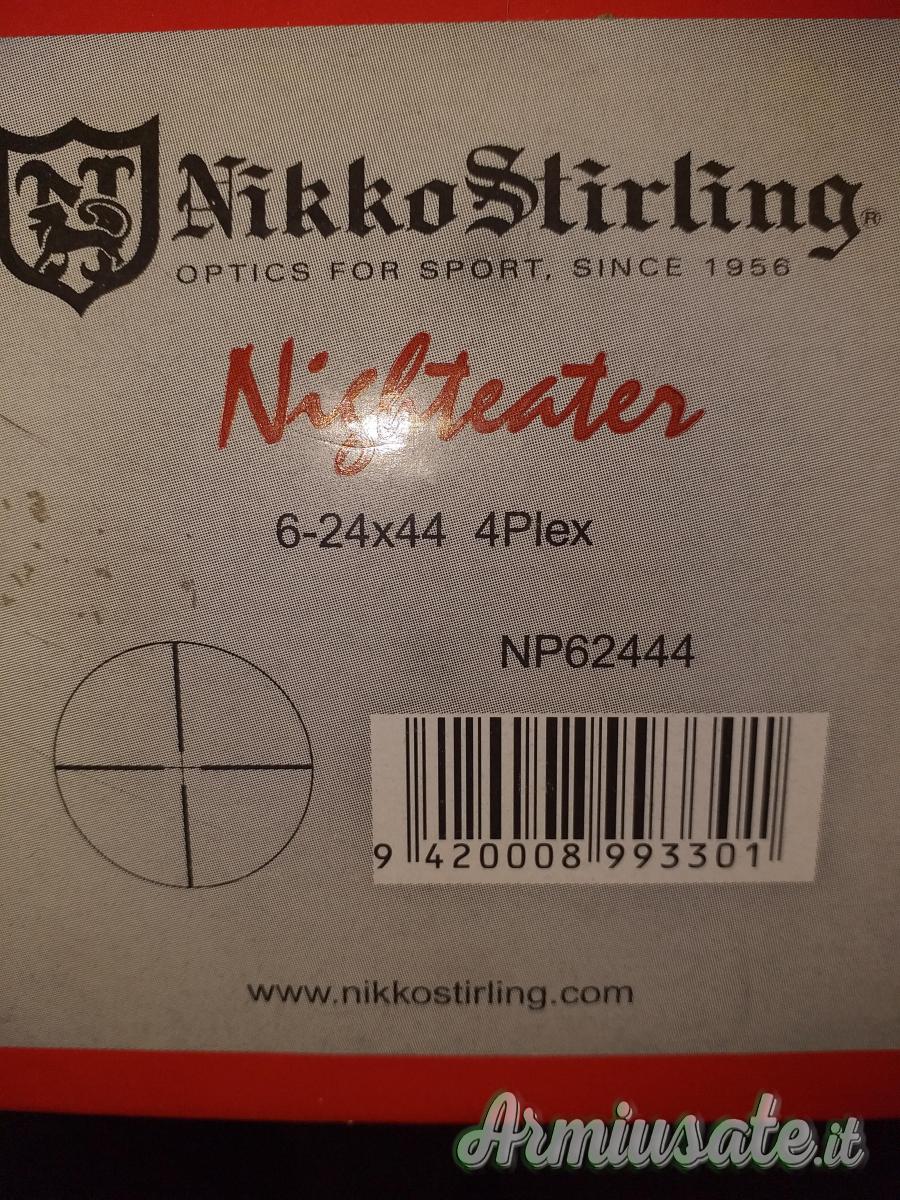 NikkoStirling®
OPTICS FOR SPORT, SINCE 1956
Nighteater
6-24x44 4Plex
NP62444
9 420008 993301
www.nikkostirling.com
Armiusate.it